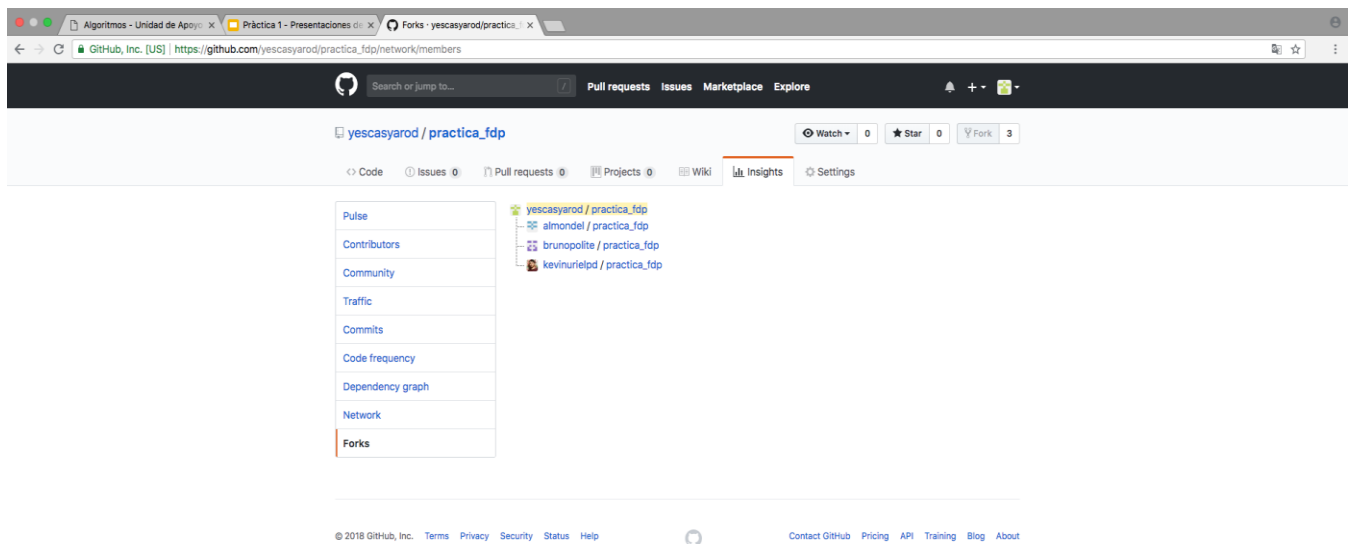 Algoritmos - Unidad de Apoyo
Pràctica 1 - Presentaciones de
Forks · yescasyarod/practica_f
GitHub, Inc. [US] | https://github.com/yescasyarod/practica_fdp/network/members
Search or jump to... / Pull requests Issues Marketplace Explore
yescasyarod / practica_fdp
Watch 0 Star 0 Fork 3
Code Issues 0 Pull requests 0 Projects 0 Wiki Insights Settings
Pulse
Contributors
Community
Traffic
Commits
Code frequency
Dependency graph
Network
Forks
yescasyarod / practica_fdp
almondel / practica_fdp
brunopolite / practica_fdp
kevinurielpd / practica_fdp
© 2018 GitHub, Inc. Terms Privacy Security Status Help
Contact GitHub Pricing API Training Blog About